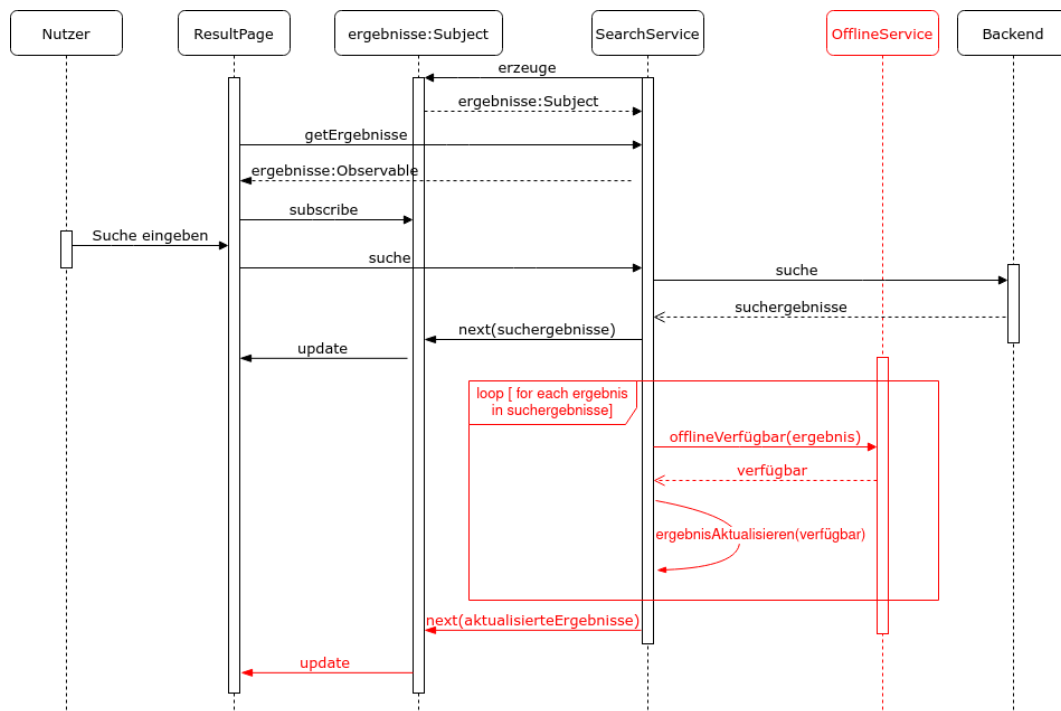 Nutzer
ResultPage
ergebnisse:Subject
SearchService
OfflineService
Backend
erzeuge
ergebnisse:Subject
getErgebnisse
ergebnisse:Observable
subscribe
Suche eingeben
suche
suche
suchergebnisse
next(suchergebnisse)
update
loop [ for each ergebnis
in suchergebnisse]
offlineVerfügbar(ergebnis)
verfügbar
ergebnisAktualisieren(verfügbar)
next(aktualisierteErgebnisse)
update